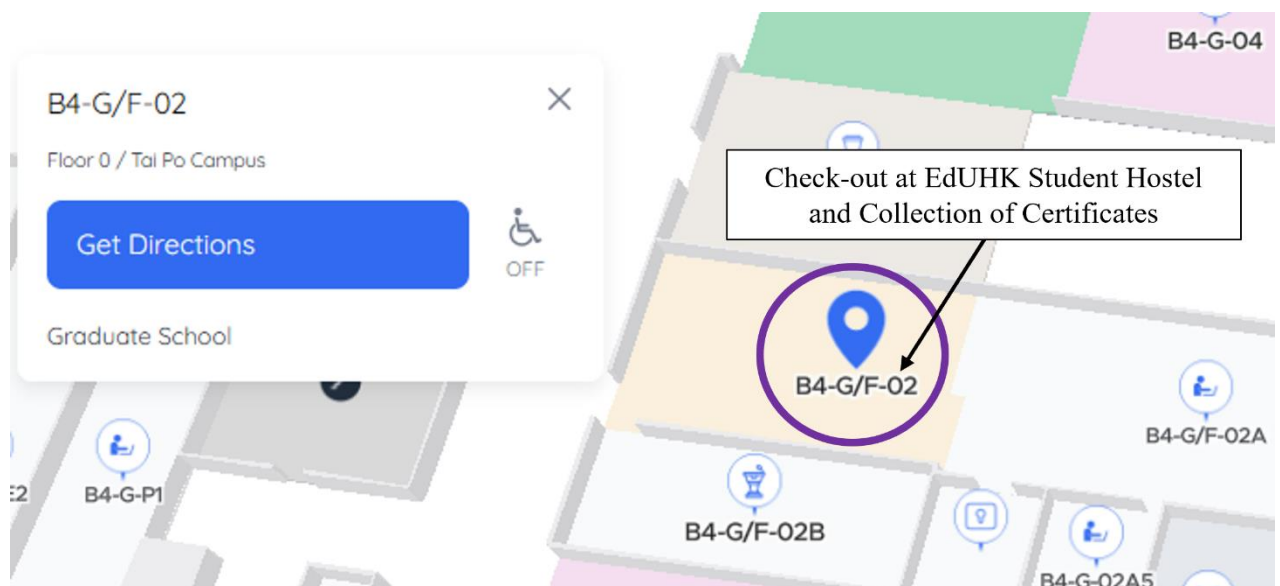 B4-G/F-02
Floor 0 / Tai Po Campus
Get Directions
OFF
Graduate School
B4-G-04
Check-out at EdUHK Student Hostel
and Collection of Certificates
B4-G/F-02
B4-G/F-02A
E2
B4-G-P1
B4-G/F-02B
B4-G-02A5